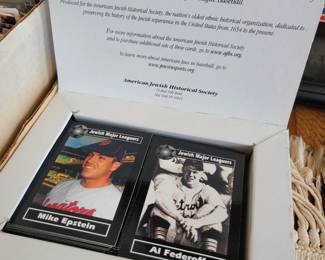 Baseball.
Produced for the American Jewish Historical Society, the nation's oldest ethnic historical organization, dedicated to
preserving the history of the Jewish experience in the United States from 1654 to the present.
For more information about the American Jewish Historical Society
and to purchase additional sets of these cards, go to www.ajhs.org.
For more information about American Jews in baseball, go to
www.jewsinsports.org.
American Jewish Historical Society
Jewish Major Leaguers
Mike Epstein
Jewish Major Leaguers
Al Federoff